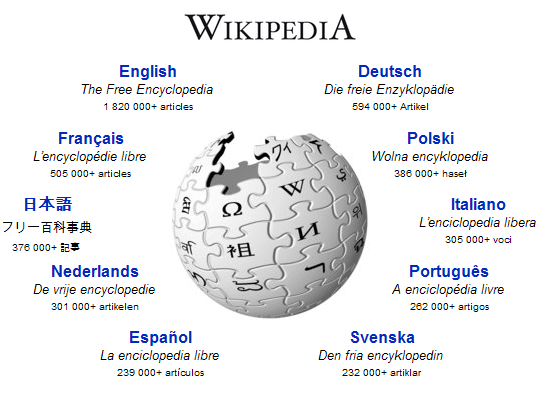 WIKIPEDIA
English
The Free Encyclopedia
1 820 000+ articles
Deutsch
Die freie Enzyklopädie
594 000+ Artikel
Français
L'encyclopédie libre
505 000+ articles
Polski
Wolna encyklopedia
386 000+ haseł
日本語
フリー百科事典
376 000+ 記事
Italiano
L'enciclopedia libera
305 000+ voci
Nederlands
De vrije encyclopedie
301 000+ artikelen
Português
A enciclopédia livre
262 000+ artigos
Español
La enciclopedia libre
239 000+ artículos
Svenska
Den fria encyklopedin
232 000+ artiklar
Ω
W
И
祖